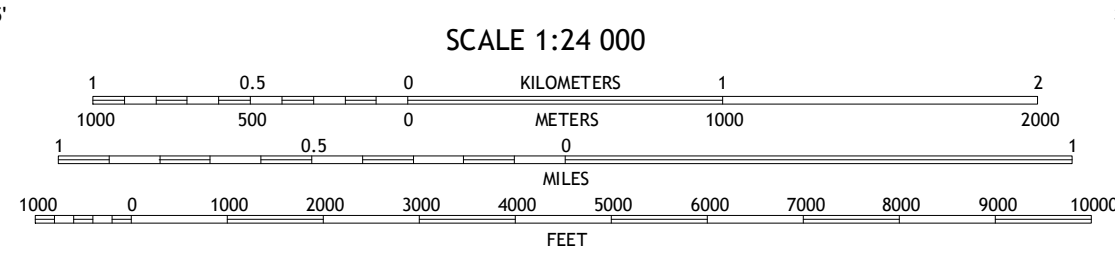 SCALE 1:24 000
1 0.5 0 KILOMETERS 1 2
1000 500 0 METERS 1000 2000
1 0.5 0 1
MILES
1000 0 1000 2000 3000 4000 5000 6000 7000 8000 9000 10000
FEET